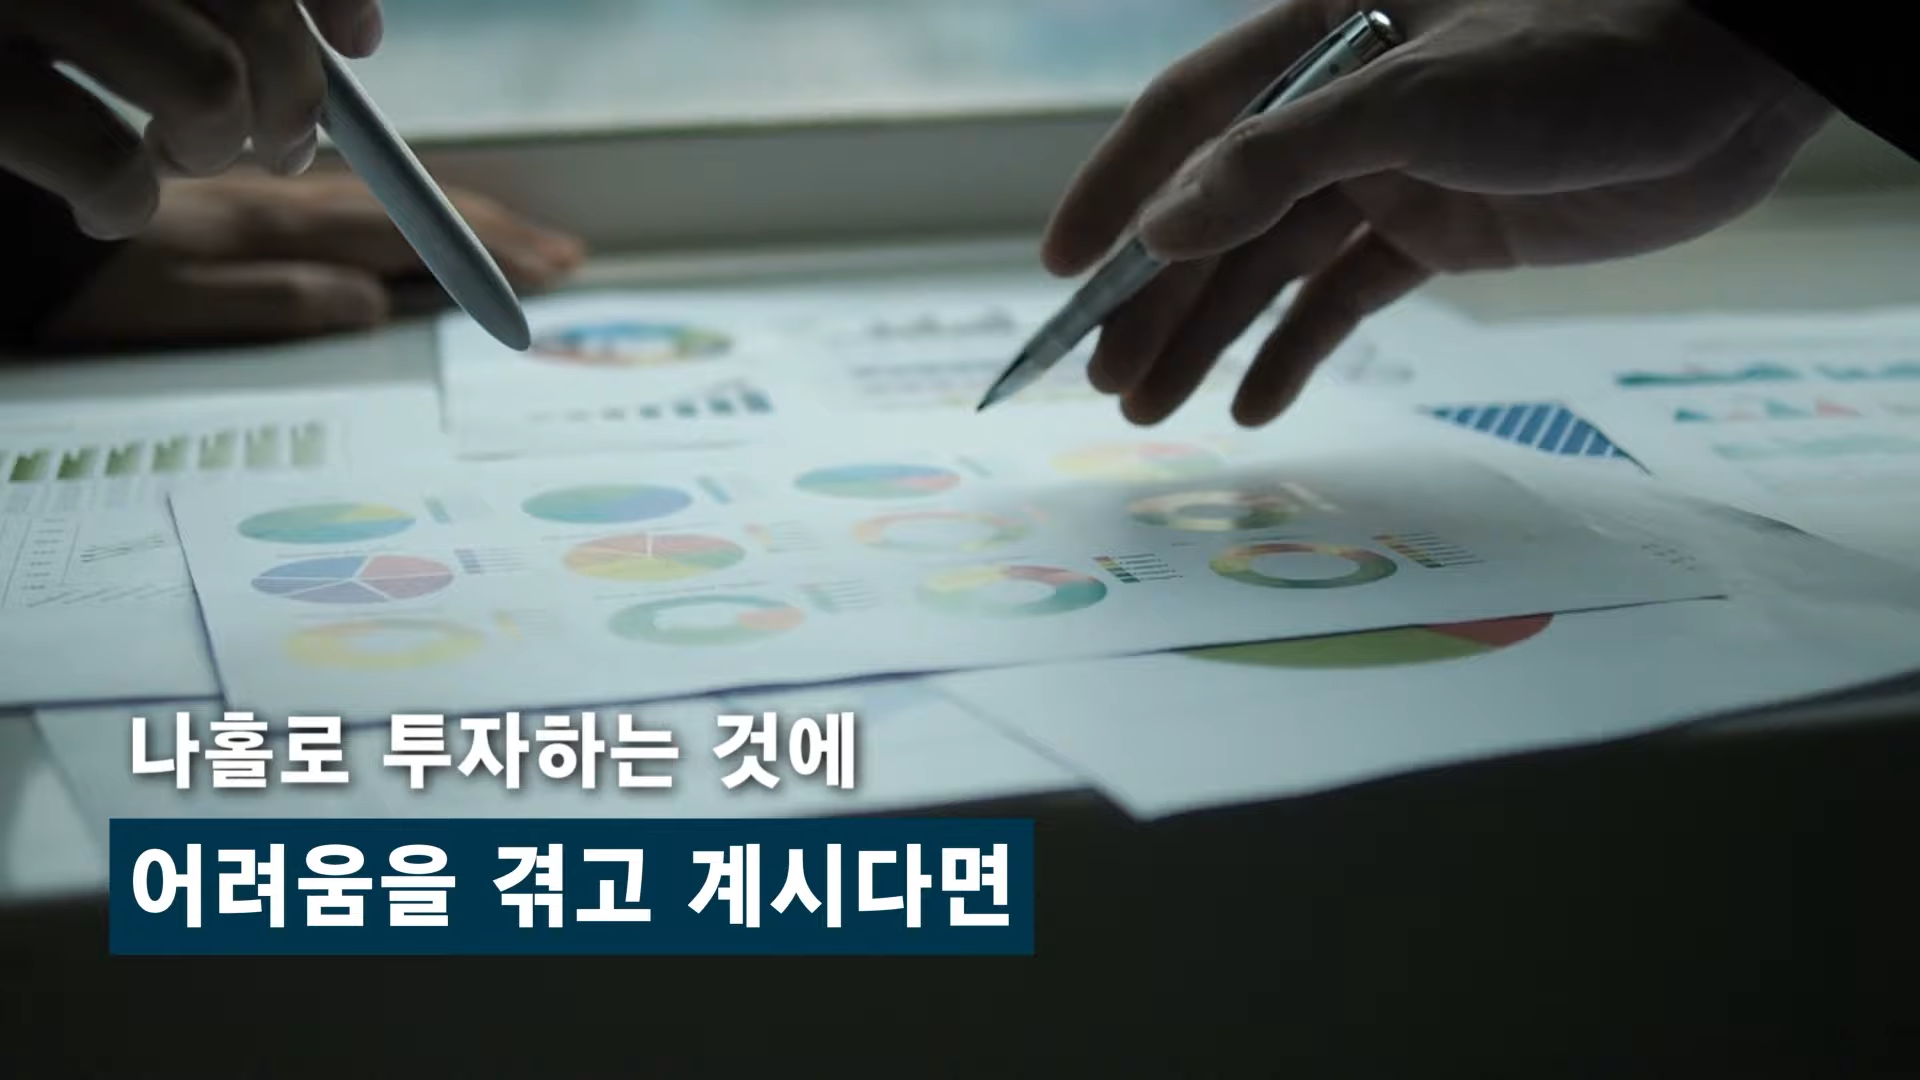 나홀로 투자하는 것에
어려움을 겪고 계시다면